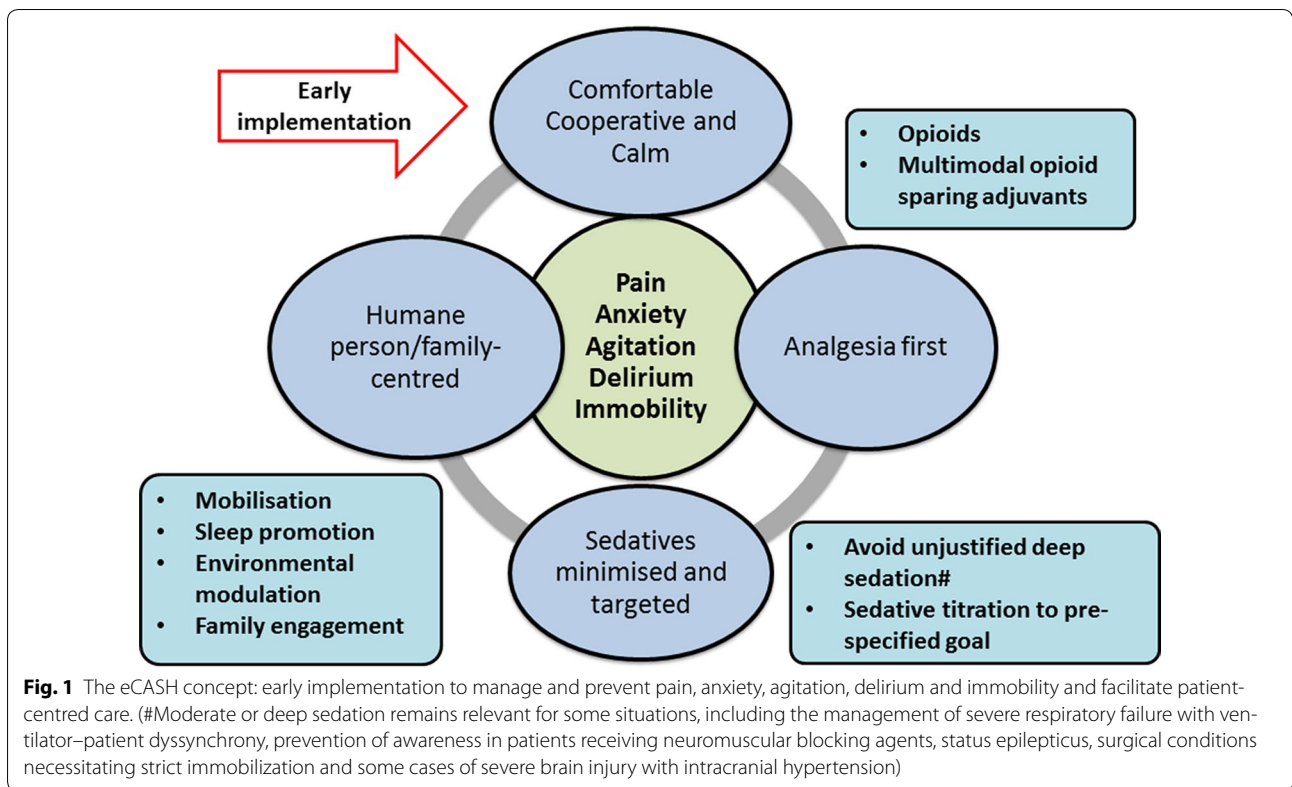 Early
implementation
Comfortable
Cooperative and
Calm
• Opioids
• Multimodal opioid
sparing adjuvants
Humane
person/family-
centred
Pain
Anxiety
Agitation
Delirium
Immobility
Analgesia first
• Mobilisation
• Sleep promotion
• Environmental
modulation
• Family engagement
Sedatives
minimised and
targeted
• Avoid unjustified deep
sedation#
• Sedative titration to pre-
specified goal
Fig. 1 The eCASH concept: early implementation to manage and prevent pain, anxiety, agitation, delirium and immobility and facilitate patient-
centred care. (#Moderate or deep sedation remains relevant for some situations, including the management of severe respiratory failure with ven-
tilator–patient dyssynchrony, prevention of awareness in patients receiving neuromuscular blocking agents, status epilepticus, surgical conditions
necessitating strict immobilization and some cases of severe brain injury with intracranial hypertension)